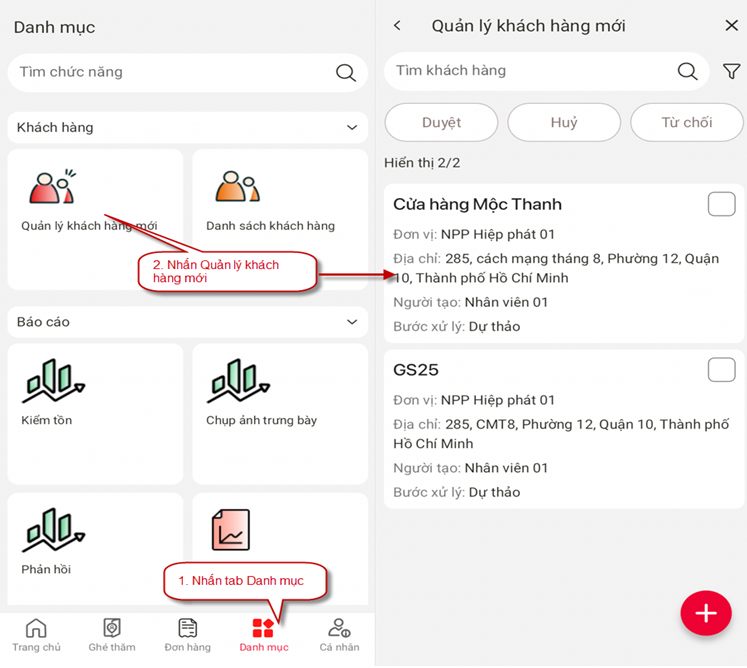 Danh mục
Tìm chức năng
Khách hàng
Quản lý khách hàng mới
Danh sách khách hàng
2. Nhấn Quản lý khách
hàng mới
Báo cáo
Kiểm tồn
Chụp ảnh trưng bày
Phản hồi
1. Nhấn tab Danh mục
Trang chủ
Ghé thăm
Đơn hàng
Danh mục
Cá nhân
Quản lý khách hàng mới
Tìm khách hàng
Duyệt
Huỷ
Từ chối
Hiển thị 2/2
Cửa hàng Mộc Thanh
Đơn vị: NPP Hiệp phát 01
Địa chỉ: 285, cách mạng tháng 8, Phường 12, Quận
10, Thành phố Hồ Chí Minh
Người tạo: Nhân viên 01
Bước xử lý: Dự thảo
GS25
Đơn vị: NPP Hiệp phát 01
Địa chỉ: 285, CMT8, Phường 12, Quận 10, Thành phố
Hồ Chí Minh
Người tạo: Nhân viên 01
Bước xử lý: Dự thảo